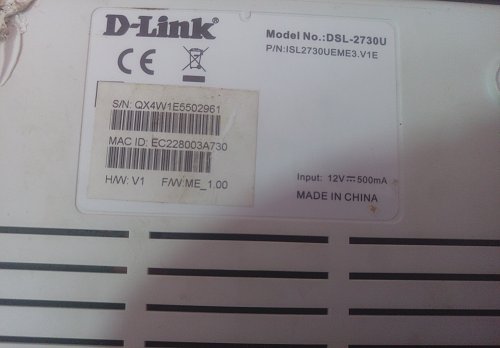 D-Link®
Model No.:DSL-2730U
P/N:ISL2730UEME3.V1E
CE
S/N: QX4W1E5502961
MAC ID: EC228003A730
H/W: V1 F/W:ME_1.00
Input: 12V⎓500mA
MADE IN CHINA